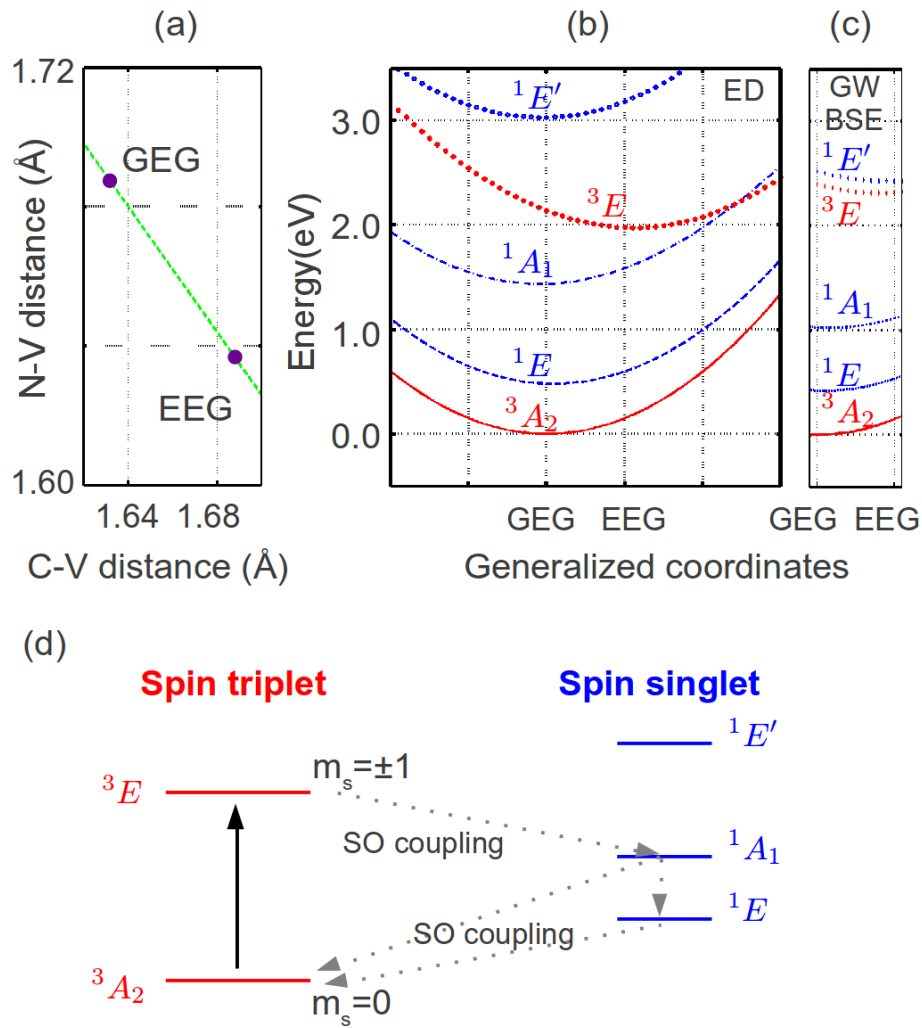 (a)
(b)
(c)
1.72
1.60
N-V distance (Å)
GEG
EEG
1.64 1.68
C-V distance (Å)
Energy(eV)
3.0
2.0
1.0
0.0
ED
¹E′
³E
¹A₁
¹E
³A₂
GEG EEG
Generalized coordinates
GW
BSE
¹E′
³E
¹A₁
¹E
³A₂
GEG EEG
(d)
Spin triplet
Spin singlet
¹E′
³E
mₛ=±1
SO coupling
¹A₁
¹E
SO coupling
³A₂
mₛ=0